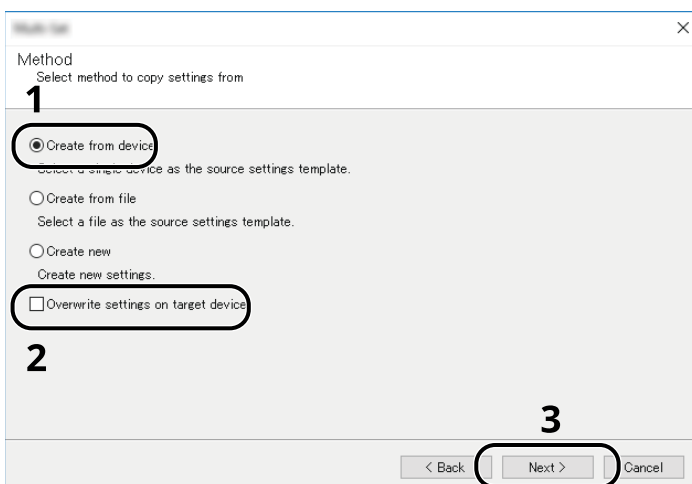 Method
Select method to copy settings from
1
Create from device
Select a single device as the source settings template.
Create from file
Select a file as the source settings template.
Create new
Create new settings.
Overwrite settings on target device
2
3
< Back Next > Cancel